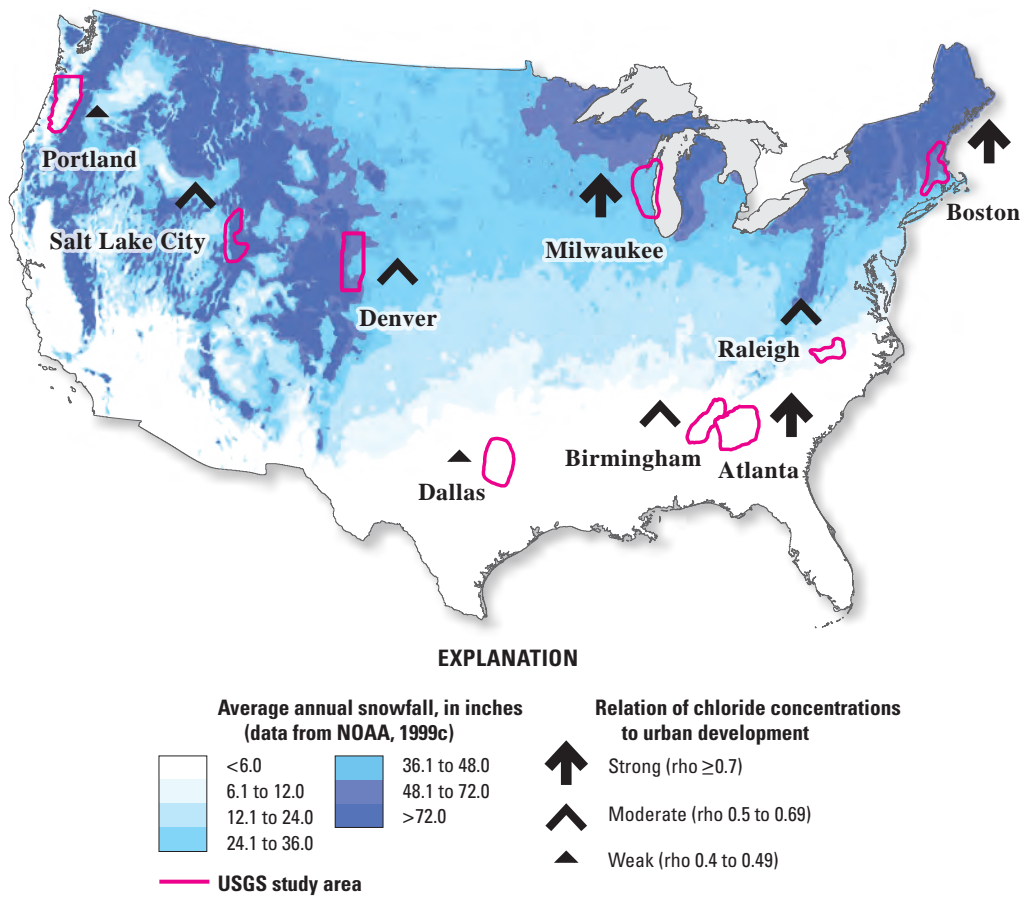 Portland
Salt Lake City
Denver
Milwaukee
Boston
Raleigh
Birmingham
Atlanta
Dallas
EXPLANATION
Average annual snowfall, in inches
(data from NOAA, 1999c)
<6.0
6.1 to 12.0
12.1 to 24.0
24.1 to 36.0
36.1 to 48.0
48.1 to 72.0
>72.0
USGS study area
Relation of chloride concentrations
to urban development
Strong (rho ≥0.7)
Moderate (rho 0.5 to 0.69)
Weak (rho 0.4 to 0.49)